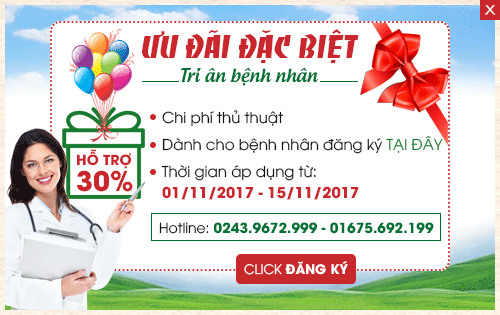 X
ƯU ĐÃI ĐẶC BIỆT
Tri ân bệnh nhân
HỖ TRỢ
30%
Chi phí thủ thuật
Dành cho bệnh nhân đăng ký TẠI ĐÂY
Thời gian áp dụng từ:
01/11/2017 - 15/11/2017
Hotline: 0243.9672.999 - 01675.692.199
CLICK ĐĂNG KÝ